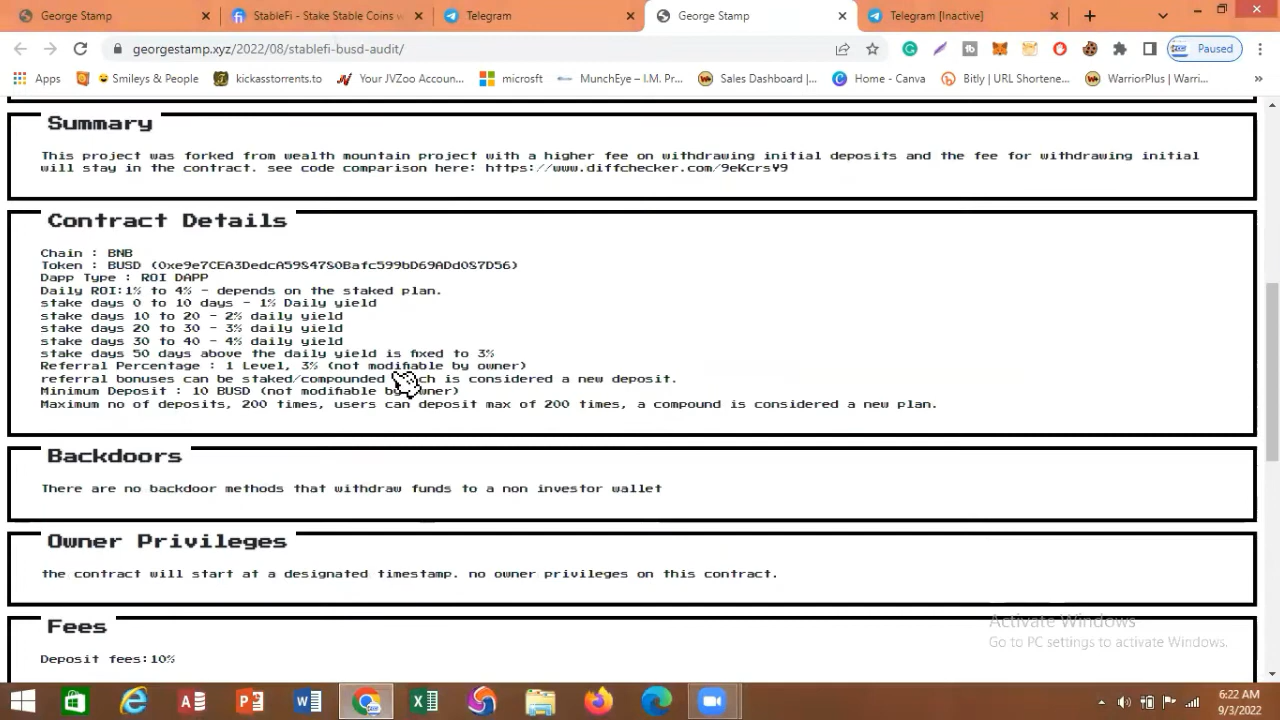 George Stamp
StableFi - Stake Stable Coins
Telegram
George Stamp
Telegram [Inactive]
georgestamp.xyz/2022/08/stablefi-busd-audit/
Paused
Apps
Smileys & People
kickasstorrents.to
Your JVZoo Accoun...
microsft
MunchEye – I.M. Pr...
Sales Dashboard |...
Home - Canva
Bitly | URL Shortene...
WarriorPlus | Warri...
Summary
This project was forked from wealth mountain project with a higher fee on withdrawing initial deposits and the fee for withdrawing initial
will stay in the contract. see code comparison here: https://www.diffchecker.com/9eKcrsY9
Contract Details
Chain : BNB
Token : BUSD (0xe9e7CEA3DedcA5984780Bafc599bD69ADd087D56)
Dapp Type : ROI DAPP
Daily ROI:1% to 4% - depends on the staked plan.
stake days 0 to 10 days - 1% Daily yield
stake days 10 to 20 - 2% daily yield
stake days 20 to 30 - 3% daily yield
stake days 30 to 40 - 4% daily yield
stake days 50 days above the daily yield is fixed to 3%
Referral Percentage : 1 Level, 3% (not modifiable by owner)
referral bonuses can be staked/compounded is considered a new deposit.
Minimum Deposit : 10 BUSD (not modifiable by owner)
Maximum no of deposits, 200 times, users can deposit max of 200 times, a compound is considered a new plan.
Backdoors
There are no backdoor methods that withdraw funds to a non investor wallet
Owner Privileges
the contract will start at a designated timestamp. no owner privileges on this contract.
Fees
Deposit fees:10%
Activate Windows
Go to PC settings to activate Windows.
6:22 AM
9/3/2022